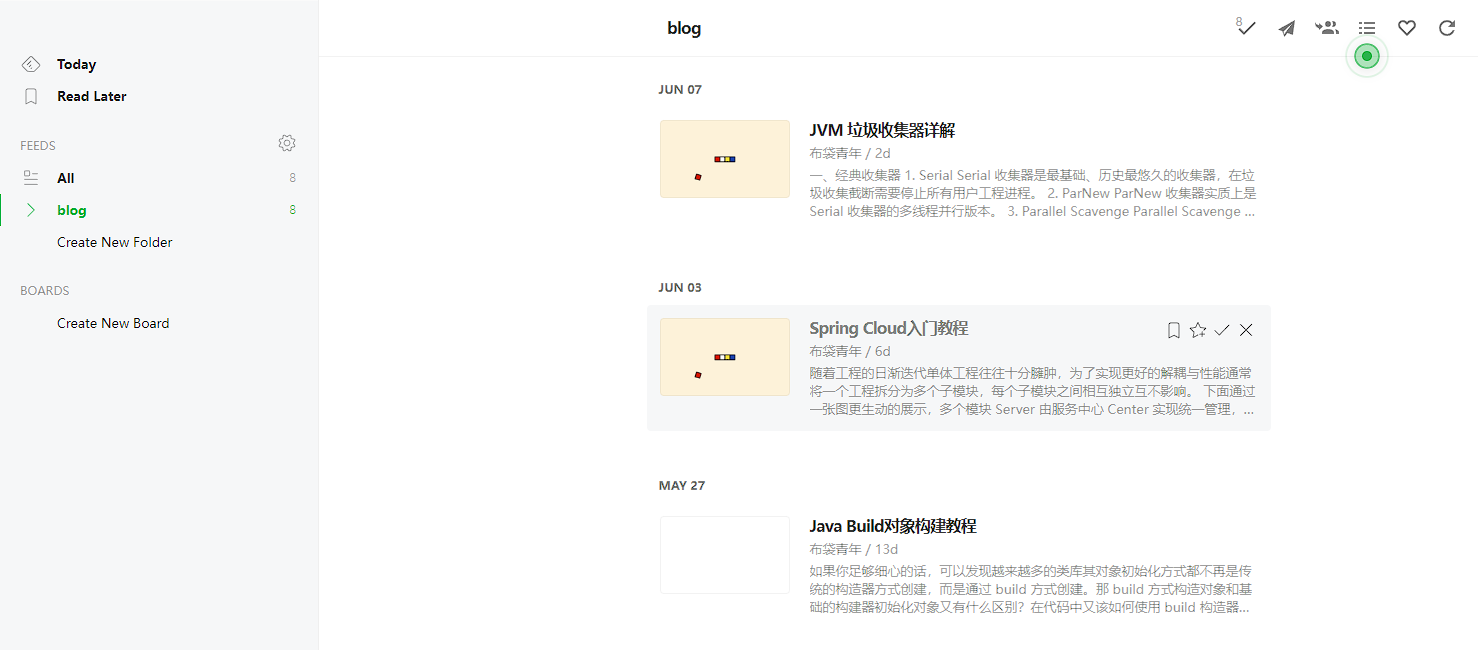 blog
8
Today
Read Later
FEEDS
All 8
blog 8
Create New Folder
BOARDS
Create New Board
JUN 07
JVM 垃圾收集器详解
布袋青年 / 2d
一、经典收集器 1. Serial Serial 收集器是最基础、历史最悠久的收集器，在垃
圾收集截断需要停止所有用户工程进程。 2. ParNew ParNew 收集器实质上是
Serial 收集器的多线程并行版本。 3. Parallel Scavenge Parallel Scavenge ...
JUN 03
Spring Cloud入门教程
布袋青年 / 6d
随着工程的日渐迭代单体工程往往十分臃肿，为了实现更好的解耦与性能通常
将一个工程拆分为多个子模块，每个子模块之间相互独立互不影响。 下面通过
一张图更生动的展示，多个模块 Server 由服务中心 Center 实现统一管理，...
MAY 27
Java Build对象构建教程
布袋青年 / 13d
如果你足够细心的话，可以发现越来越多的类库其对象初始化方式都不再是传
统的构造器方式创建，而是通过 build 方式创建。那 build 方式构造对象和基
础的构建器初始化对象又有什么区别？在代码中又该如何使用 build 构造器...